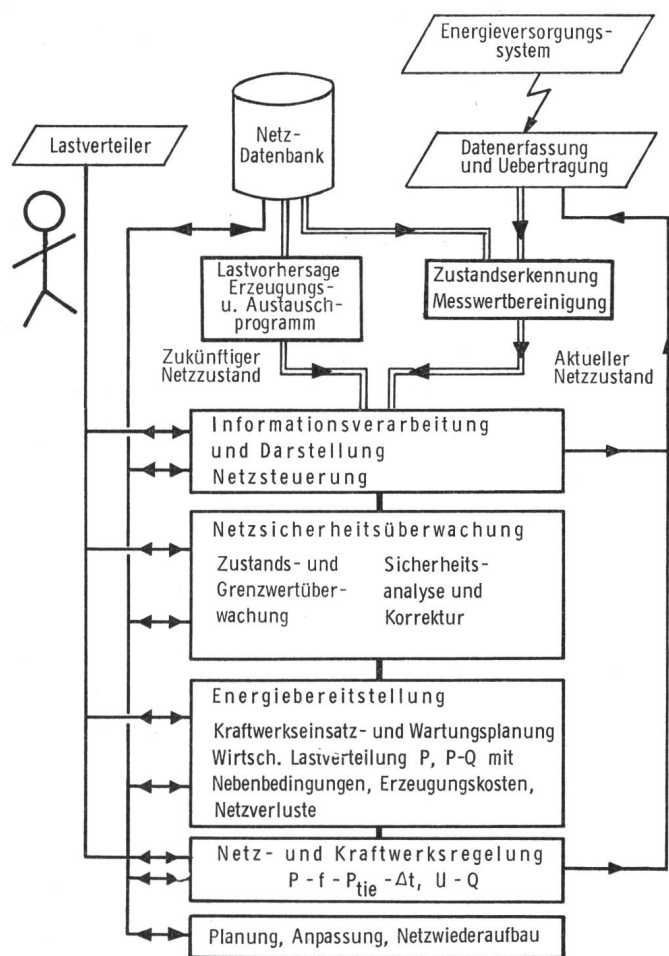 Energieversorgungs-
system
Netz-
Datenbank
Lastverteiler
Datenerfassung
und Uebertragung
Lastvorhersage
Erzeugungs-
u. Austausch-
programm
Zustandserkennung
Messwertbereinigung
Zukünftiger
Netzzustand
Aktueller
Netzzustand
Informationsverarbeitung
und Darstellung
Netzsteuerung
Netzsicherheitsüberwachung
Zustands- und
Grenzwertüber-
wachung
Sicherheits-
analyse und
Korrektur
Energiebereitstellung
Kraftwerkseinsatz- und Wartungsplanung
Wirtsch. Lastverteilung P, P-Q mit
Nebenbedingungen, Erzeugungskosten,
Netzverluste
Netz- und Kraftwerksregelung
P - f - Ptie - Δt, U - Q
Planung, Anpassung, Netzwiederaufbau